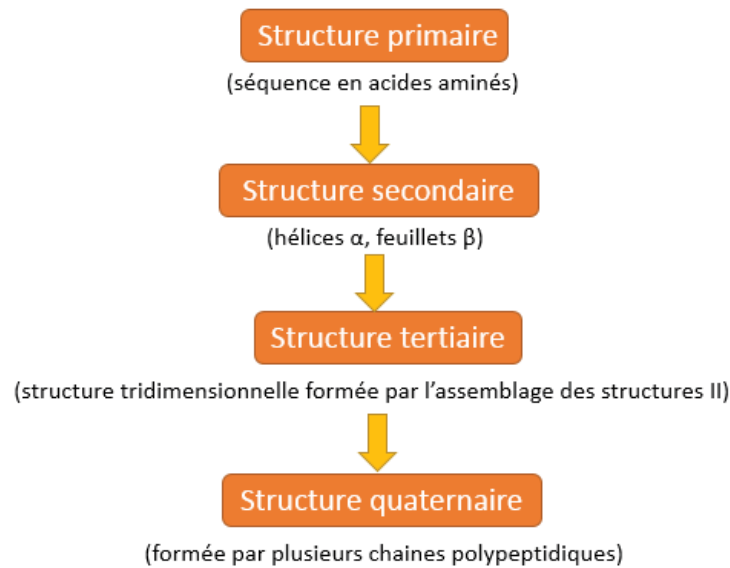 Structure primaire
(séquence en acides aminés)
Structure secondaire
(hélices α, feuillets β)
Structure tertiaire
(structure tridimensionnelle formée par l’assemblage des structures II)
Structure quaternaire
(formée par plusieurs chaines polypeptidiques)